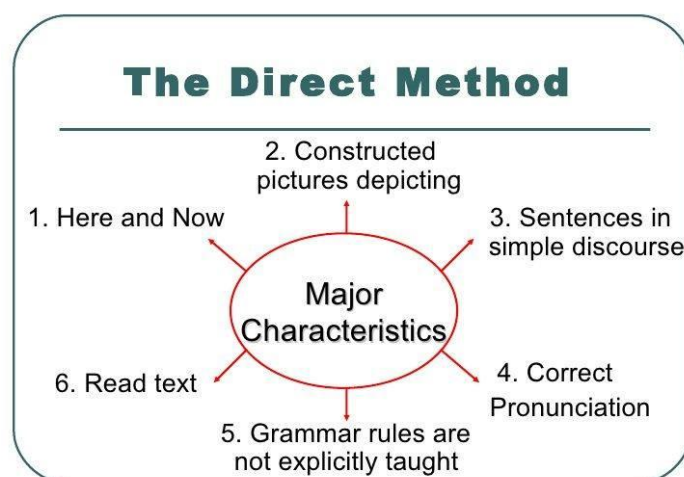 The Direct Method
2. Constructed
pictures depicting
1. Here and Now
3. Sentences in
simple discourse
Major
Characteristics
6. Read text
4. Correct
Pronunciation
5. Grammar rules are
not explicitly taught